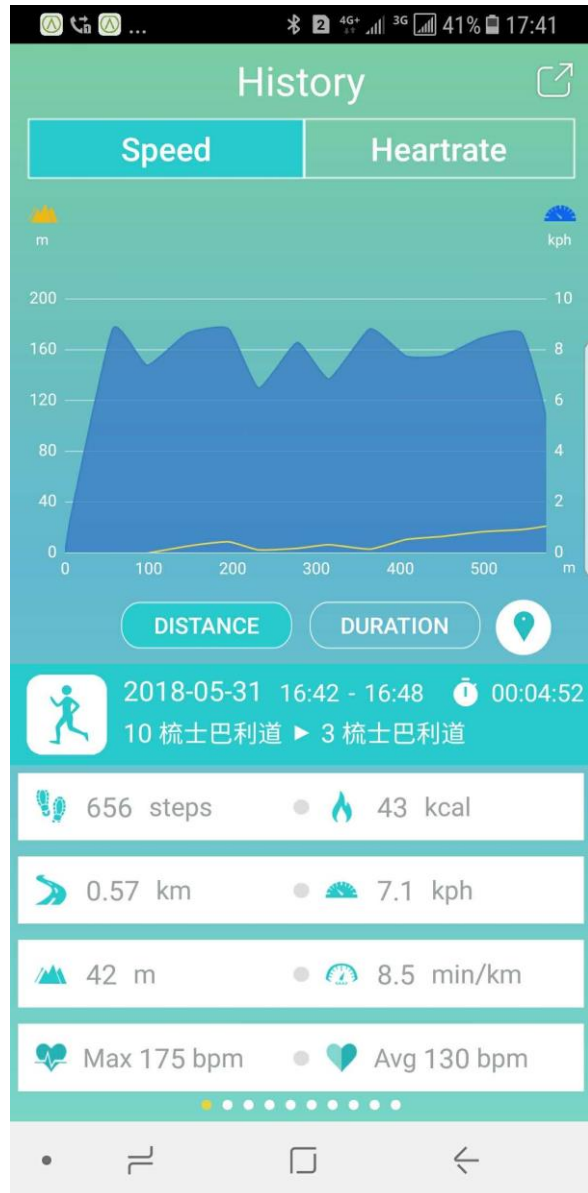 ... 2 4G+ 3G 41% 17:41
History
Speed Heartrate
m kph
200 10
160 8
120 6
80 4
40 2
0 0
0 100 200 300 400 500 m
DISTANCE DURATION
2018-05-31 16:42 - 16:48 00:04:52
10 梳士巴利道 ▶ 3 梳士巴利道
656 steps 43 kcal
0.57 km 7.1 kph
42 m 8.5 min/km
Max 175 bpm Avg 130 bpm